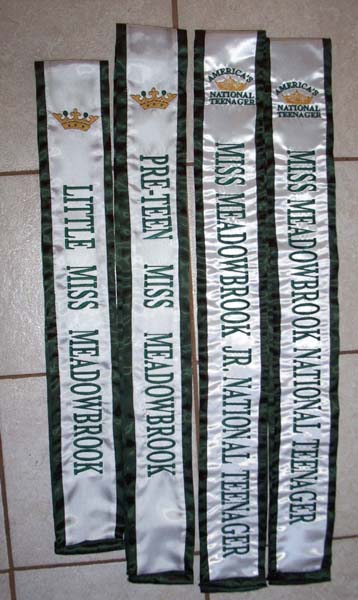 LITTLE MISS MEADOWBROOK
PRE-TEEN MISS MEADOWBROOK
AMERICA'S
NATIONAL
TEENAGER
MISS MEADOWBROOK JR. NATIONAL TEENAGER
AMERICA'S
NATIONAL
TEENAGER
MISS MEADOWBROOK NATIONAL TEENAGER